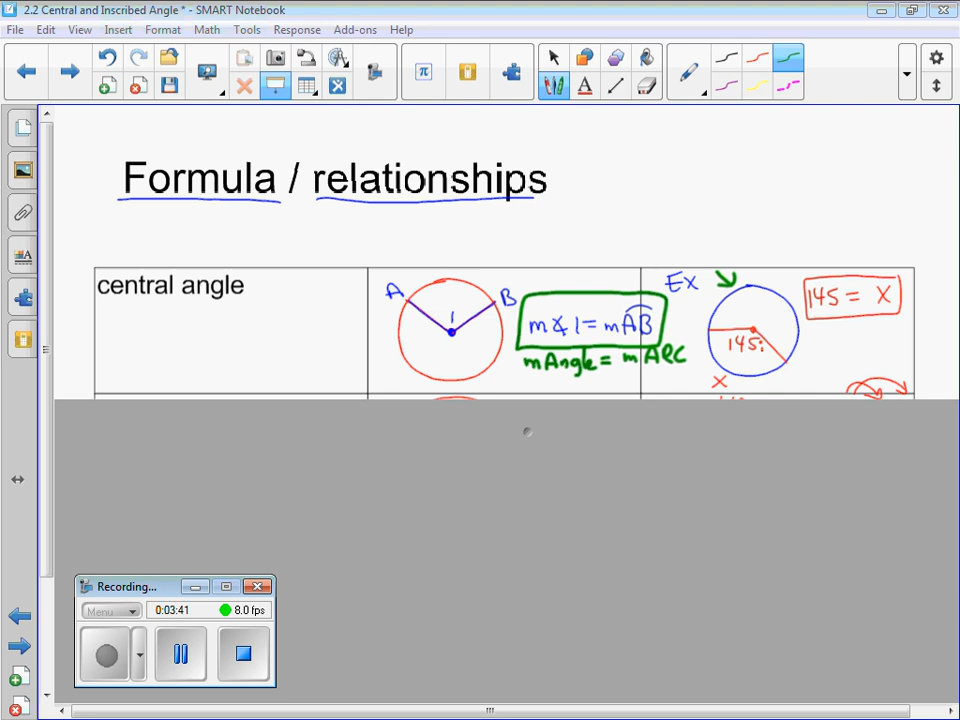 2.2 Central and Inscribed Angle * - SMART Notebook
File Edit View Insert Format Math Tools Response Add-ons Help
π
Formula / relationships
central angle
A
B
1
m∡1 = mAB
mAngle = mARC
Ex
145°
X
145 = X
Recording...
Menu
0:03:41
8.0 fps